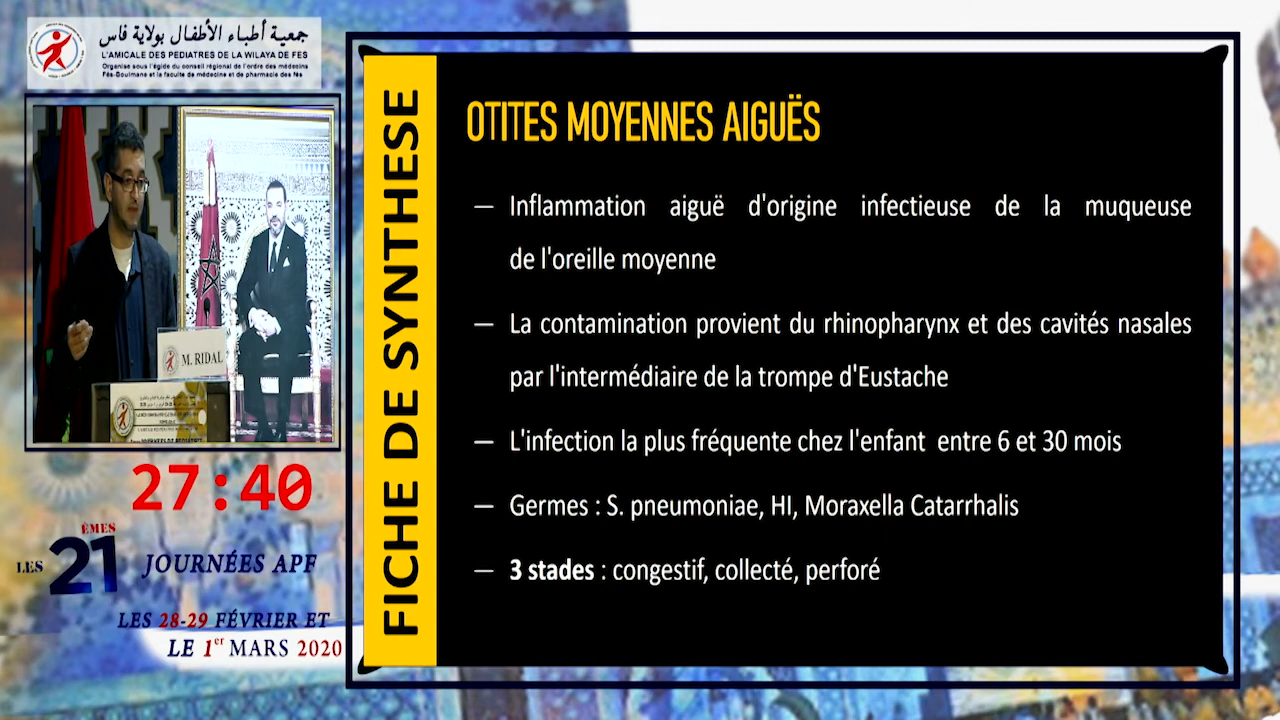 جمعية أطباء الأطفال بولاية فاس
L'AMICALE DES PEDIATRES DE LA WILAYA DE FES
Organisé sous l'égide du conseil régional de l'ordre des médecins
Fès-Boulmane et la faculté de médecine et de pharmacie des fès
M. RIDAL
27:40
LES 21 ÈMES JOURNÉES APF
LES 28-29 FÉVRIER ET
LE 1er MARS 2020
FICHE DE SYNTHESE
OTITES MOYENNES AIGUËS
— Inflammation aiguë d'origine infectieuse de la muqueuse
de l'oreille moyenne
— La contamination provient du rhinopharynx et des cavités nasales
par l'intermédiaire de la trompe d'Eustache
— L'infection la plus fréquente chez l'enfant entre 6 et 30 mois
— Germes : S. pneumoniae, HI, Moraxella Catarrhalis
— 3 stades : congestif, collecté, perforé